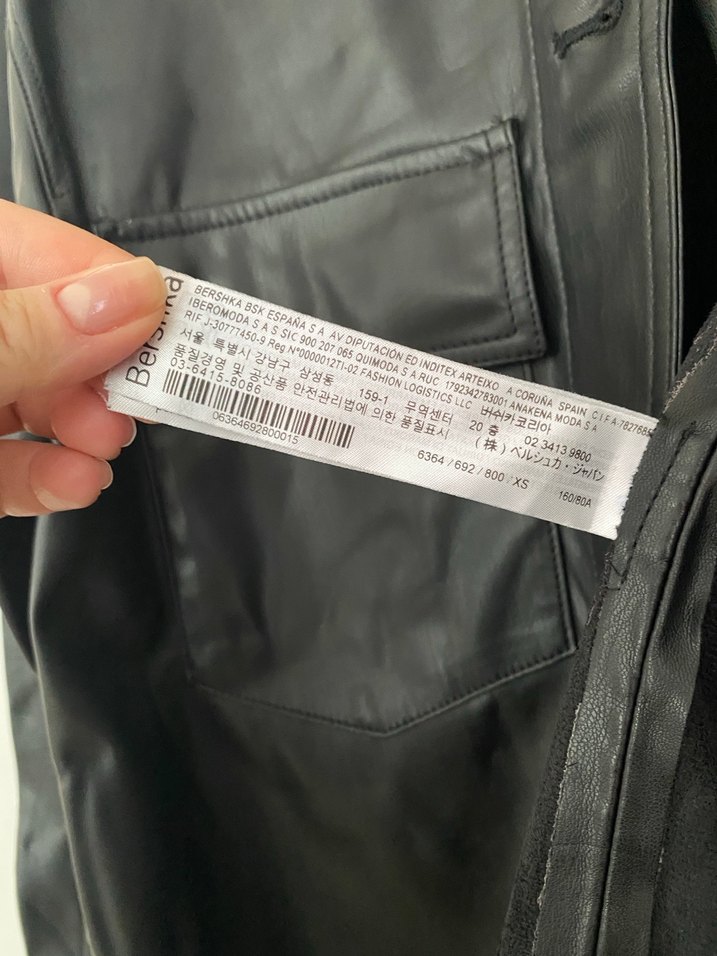 Bershka
BERSHKA BSK ESPAÑA S A AV DIPUTACIÓN ED INDITEX ARTEIXO A CORUÑA SPAIN C I F A-782768
IBEROMODA S A S SIC 900 207 065 QUIMODA S A RUC 1792342783001 ANAKENA MODA S A
RIF J-30777450-9 Reg N°0000012TI-02 FASHION LOGISTICS LLC 버쉬카코리아
서울 특별시 강남구 삼성동 159-1 무역센터 20 층 02 3413 9800
품질경영 및 공산품 안전관리법에 의한 품질표시 (株) ベルシュカ・ジャパン
03-6415-8086
06364692800015
6364 / 692 / 800 / XS
160/80A